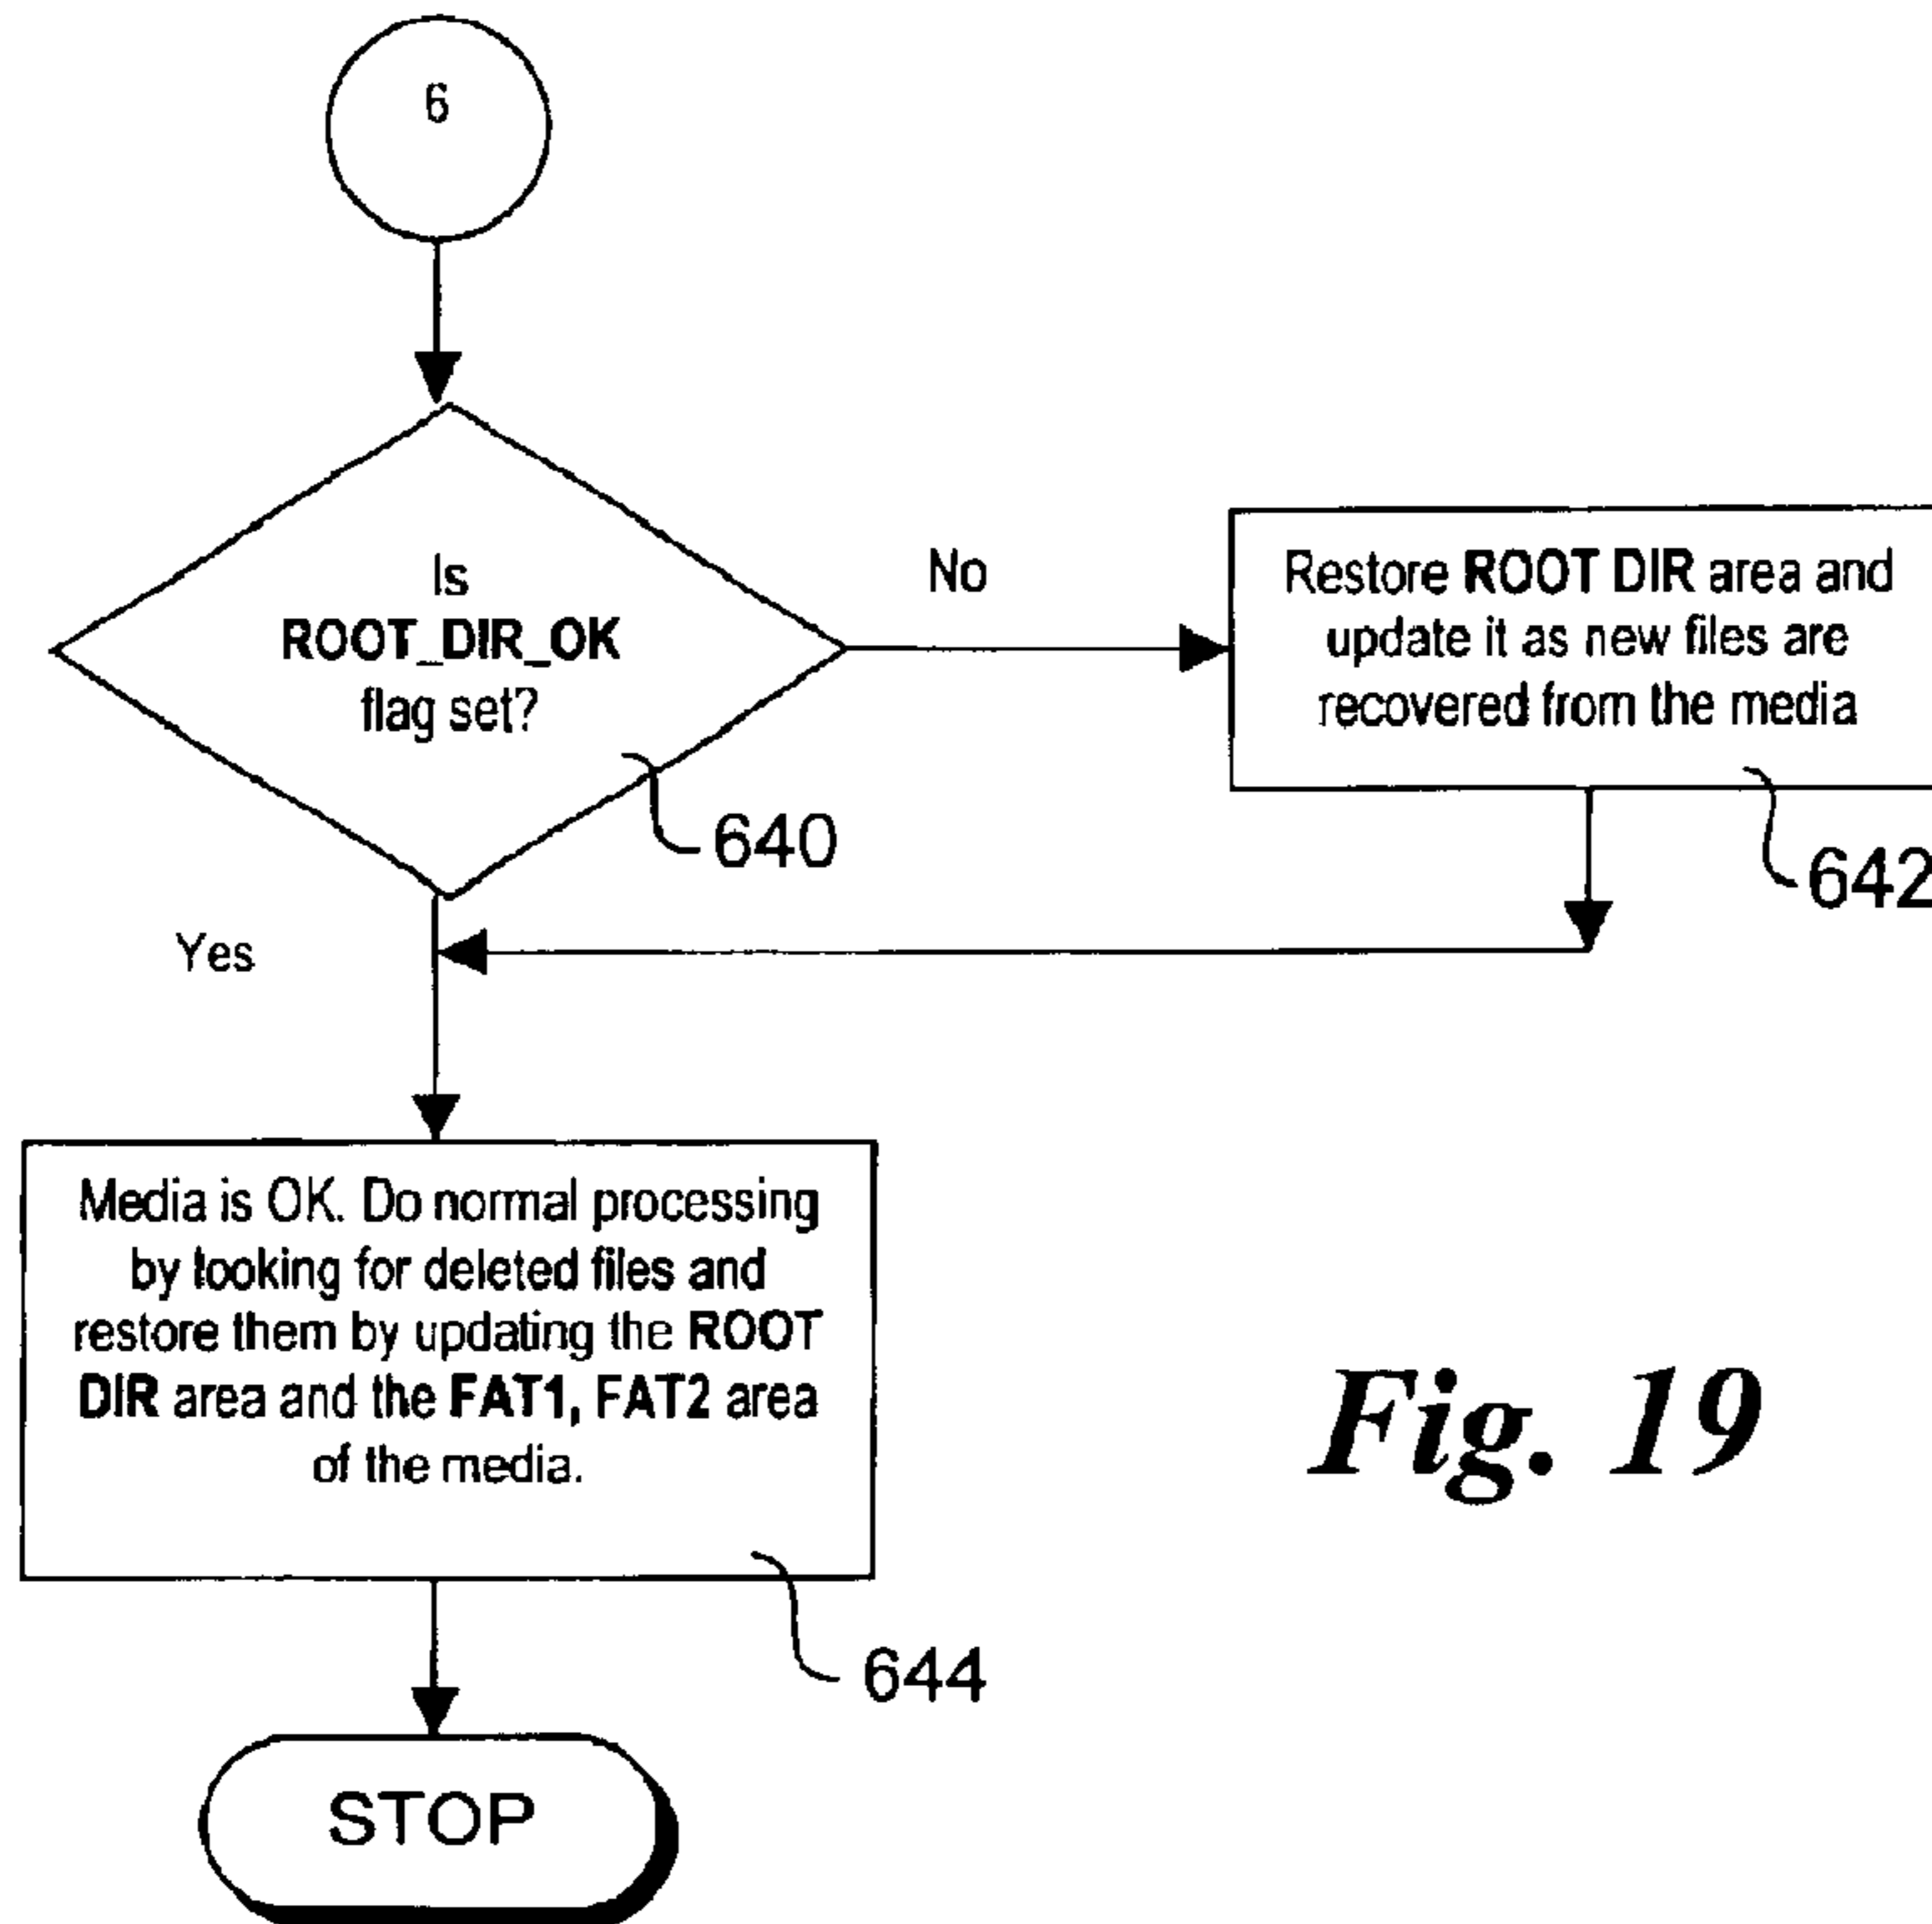 6
Is
ROOT_DIR_OK
flag set?
640
No
Restore ROOT DIR area and
update it as new files are
recovered from the media
642
Yes
Media is OK. Do normal processing
by looking for deleted files and
restore them by updating the ROOT
DIR area and the FAT1, FAT2 area
of the media.
644
STOP
Fig. 19